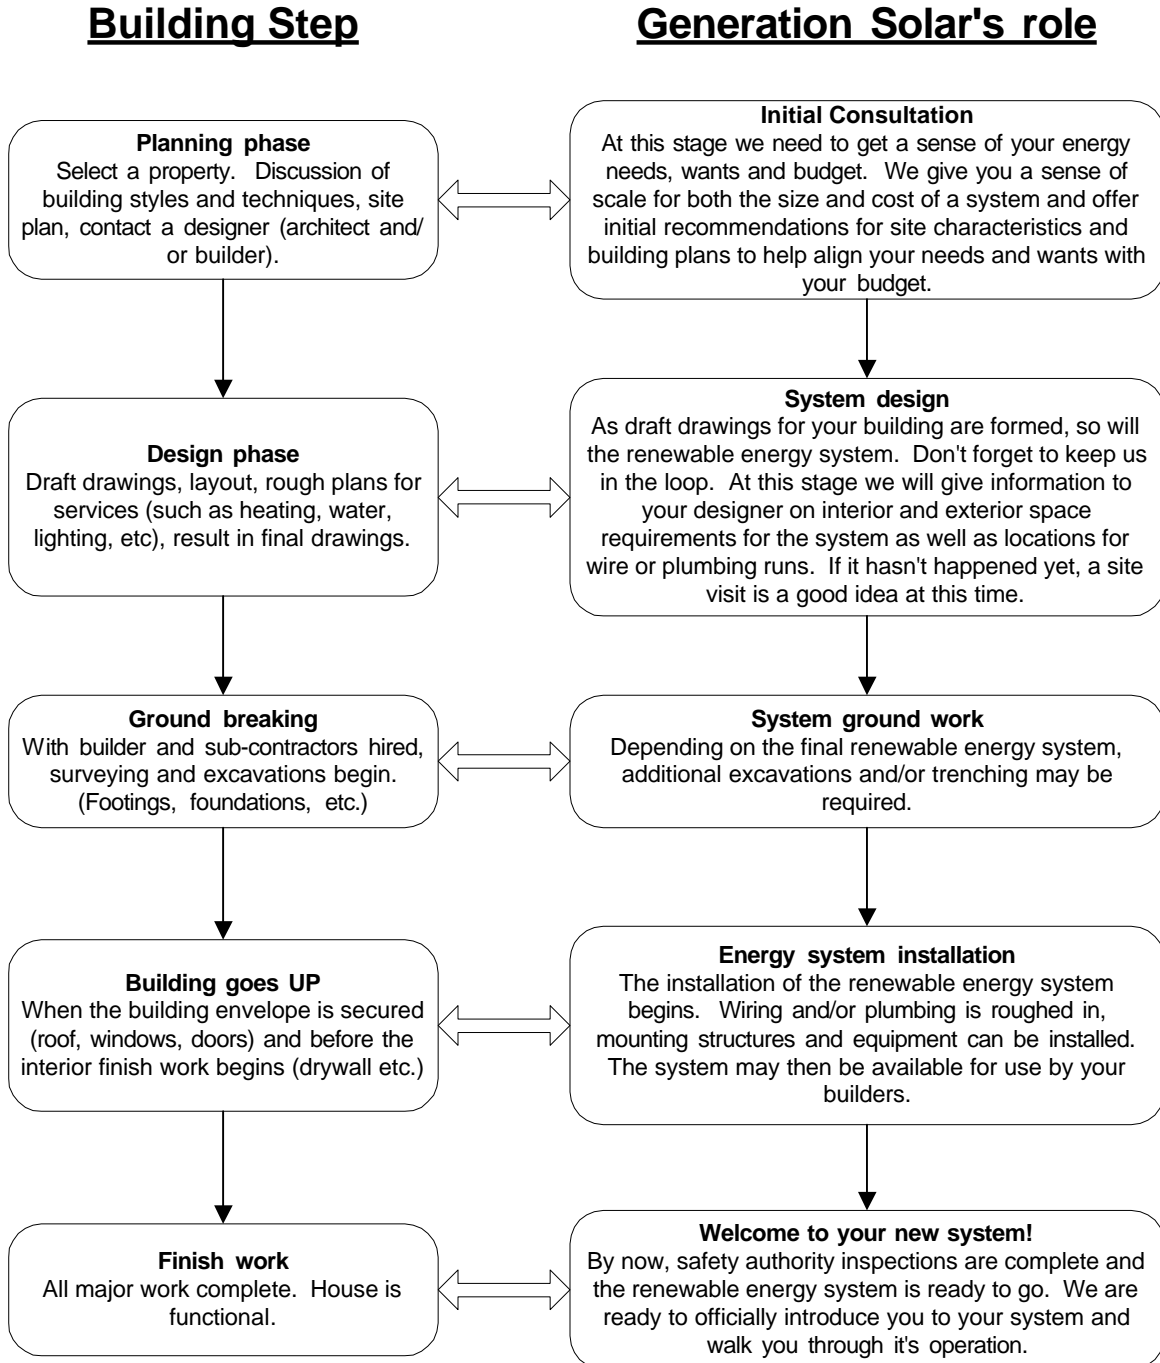 Building Step
Generation Solar's role
Planning phase
Select a property. Discussion of
building styles and techniques, site
plan, contact a designer (architect and/
or builder).
Initial Consultation
At this stage we need to get a sense of your energy
needs, wants and budget. We give you a sense of
scale for both the size and cost of a system and offer
initial recommendations for site characteristics and
building plans to help align your needs and wants with
your budget.
Design phase
Draft drawings, layout, rough plans for
services (such as heating, water,
lighting, etc), result in final drawings.
System design
As draft drawings for your building are formed, so will
the renewable energy system. Don't forget to keep us
in the loop. At this stage we will give information to
your designer on interior and exterior space
requirements for the system as well as locations for
wire or plumbing runs. If it hasn't happened yet, a site
visit is a good idea at this time.
Ground breaking
With builder and sub-contractors hired,
surveying and excavations begin.
(Footings, foundations, etc.)
System ground work
Depending on the final renewable energy system,
additional excavations and/or trenching may be
required.
Building goes UP
When the building envelope is secured
(roof, windows, doors) and before the
interior finish work begins (drywall etc.)
Energy system installation
The installation of the renewable energy system
begins. Wiring and/or plumbing is roughed in,
mounting structures and equipment can be installed.
The system may then be available for use by your
builders.
Finish work
All major work complete. House is
functional.
Welcome to your new system!
By now, safety authority inspections are complete and
the renewable energy system is ready to go. We are
ready to officially introduce you to your system and
walk you through it's operation.